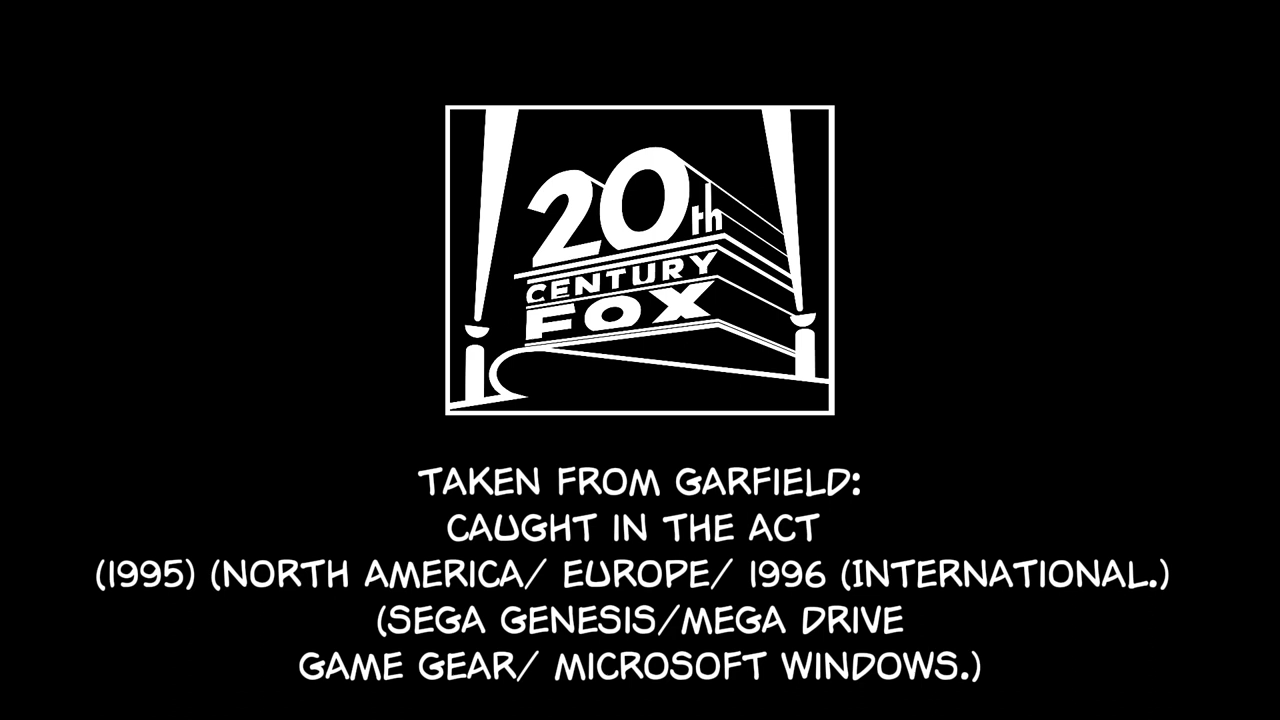 20th
CENTURY
FOX
TAKEN FROM GARFIELD:
CAUGHT IN THE ACT
(1995) (NORTH AMERICA/ EUROPE/ 1996 (INTERNATIONAL.)
(SEGA GENESIS/MEGA DRIVE
GAME GEAR/ MICROSOFT WINDOWS.)